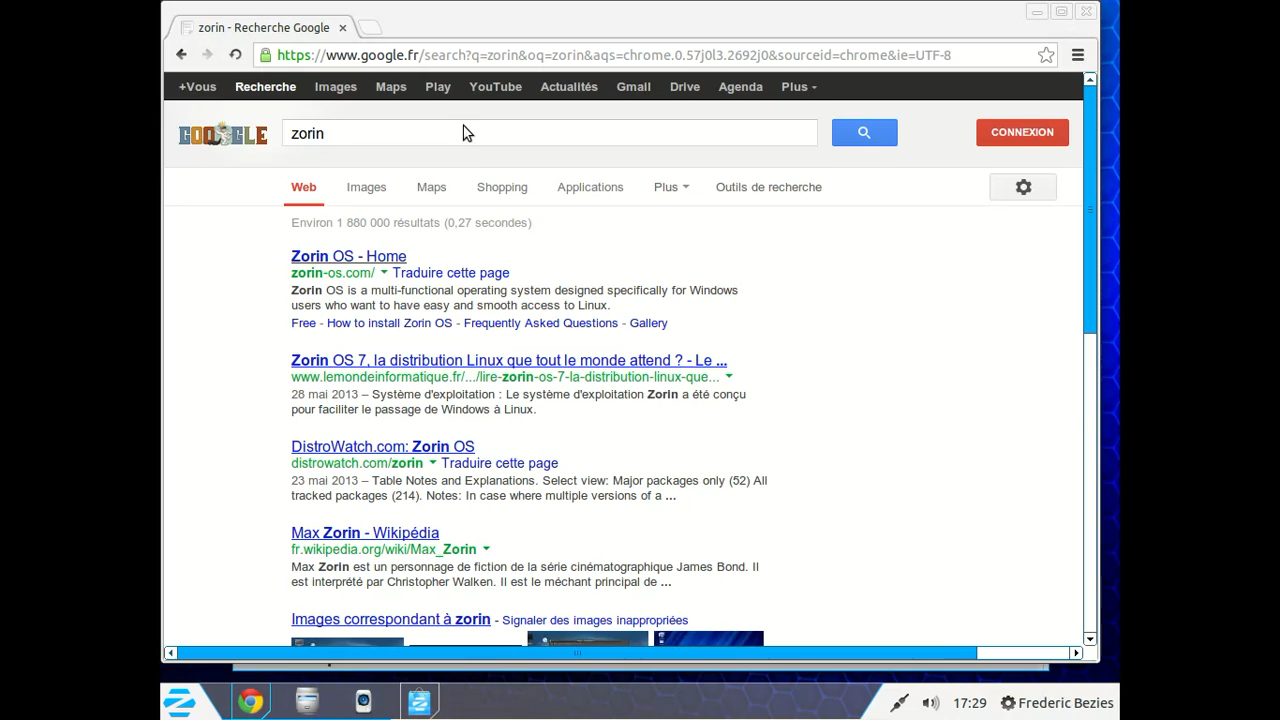 zorin - Recherche Google
https://www.google.fr/search?q=zorin&oq=zorin&aqs=chrome.0.57j0l3.2692j0&sourceid=chrome&ie=UTF-8
+Vous Recherche Images Maps Play YouTube Actualités Gmail Drive Agenda Plus
GOOGLE zorin CONNEXION
Web Images Maps Shopping Applications Plus Outils de recherche
Environ 1 880 000 résultats (0,27 secondes)
Zorin OS - Home
zorin-os.com/ Traduire cette page
Zorin OS is a multi-functional operating system designed specifically for Windows
users who want to have easy and smooth access to Linux.
Free - How to install Zorin OS - Frequently Asked Questions - Gallery
Zorin OS 7, la distribution Linux que tout le monde attend ? - Le ...
www.lemondeinformatique.fr/.../lire-zorin-os-7-la-distribution-linux-que...
28 mai 2013 – Système d'exploitation : Le système d'exploitation Zorin a été conçu
pour faciliter le passage de Windows à Linux.
DistroWatch.com: Zorin OS
distrowatch.com/zorin Traduire cette page
23 mai 2013 – Table Notes and Explanations. Select view: Major packages only (52) All
tracked packages (214). Notes: In case where multiple versions of a ...
Max Zorin - Wikipédia
fr.wikipedia.org/wiki/Max_Zorin
Max Zorin est un personnage de fiction de la série cinématographique James Bond. Il
est interprété par Christopher Walken. Il est le méchant principal de ...
Images correspondant à zorin - Signaler des images inappropriées
17:29 Frederic Bezies